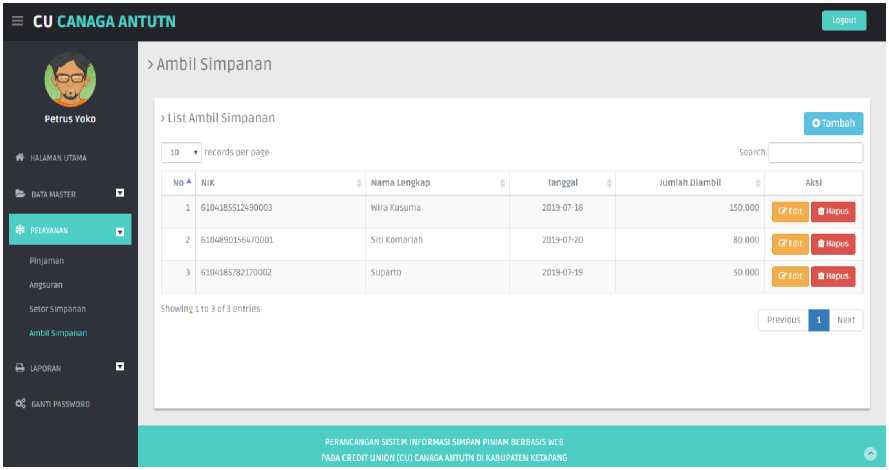 CU CANAGA ANTUTN
Logout
Petrus Yoko
HALAMAN UTAMA
DATA MASTER
PELAYANAN
Pinjaman
Angsuran
Setor Simpanan
Ambil Simpanan
LAPORAN
GANTI PASSWORD
› Ambil Simpanan
› List Ambil Simpanan
Tambah
10 records per page
Search:
No NIK Nama Lengkap Tanggal Jumlah Diambil Aksi
1 6104185512490003 Wira Kusuma 2019-07-18 150.000 Edit Hapus
2 6104890156470001 Siti Komariah 2019-07-20 80.000 Edit Hapus
3 6104185782170002 Suparto 2019-07-19 50.000 Edit Hapus
Showing 1 to 3 of 3 entries
Previous 1 Next
PERANCANGAN SISTEM INFORMASI SIMPAN PINJAM BERBASIS WEB
PADA CREDIT UNION (CU) CANAGA ANTUTN DI KABUPATEN KETAPANG